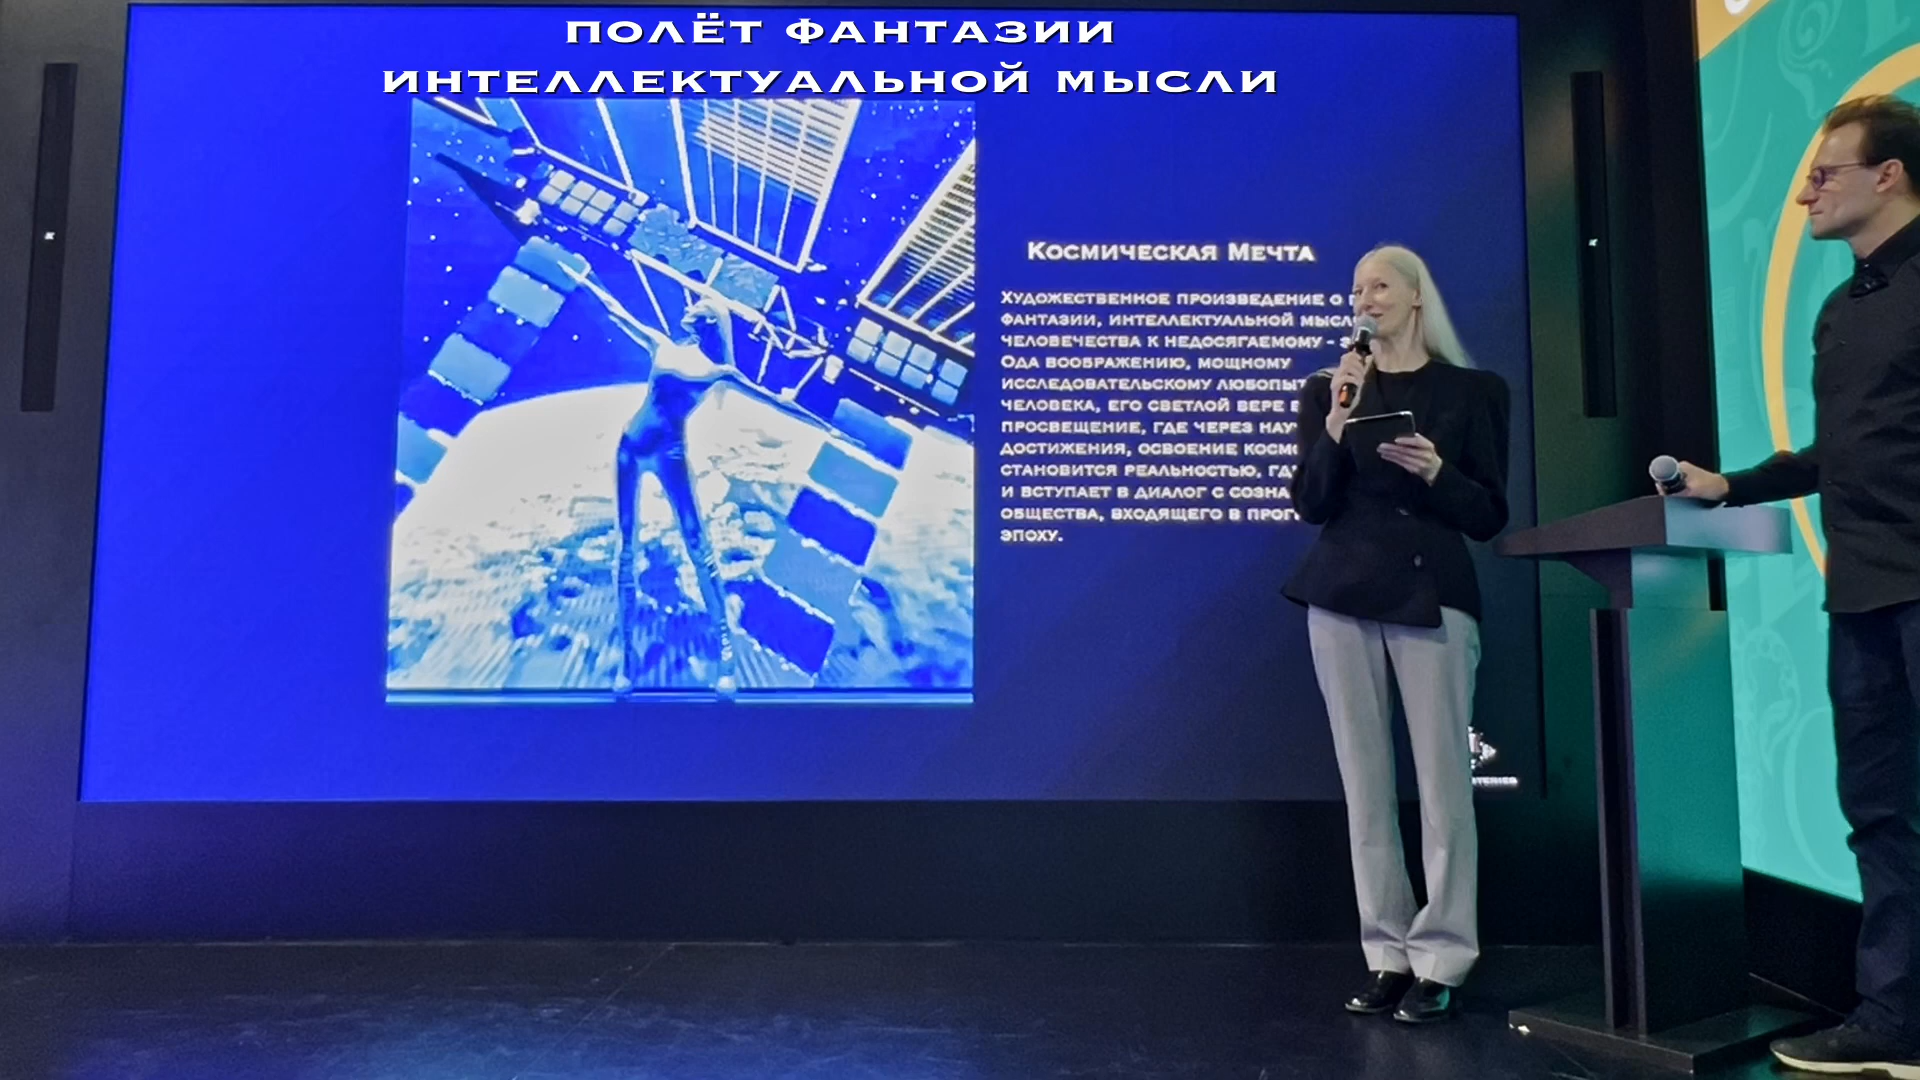 ПОЛЁТ ФАНТАЗИИ
ИНТЕЛЛЕКТУАЛЬНОЙ МЫСЛИ
Космическая Мечта
Художественное произведение о
фантазии, интеллектуальной
человечества к недосягаемому -
Ода воображению, мощному
исследовательскому
человека, его светлой вере
просвещение, где через
достижения, освоение
становится реальностью,
и вступает в диалог с
общества, входящего в
эпоху.